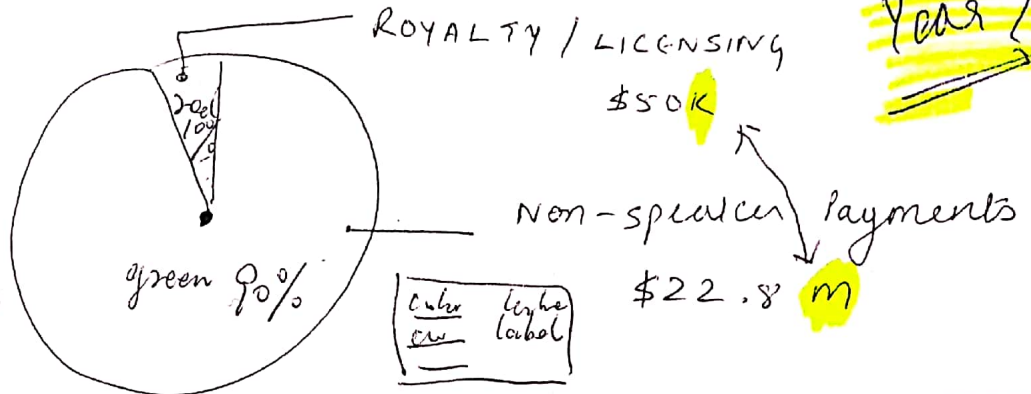 ROYALTY / LICENSING
Year
$50K
10%
Non-speaker Payments
green 90%
$22.8 m
label